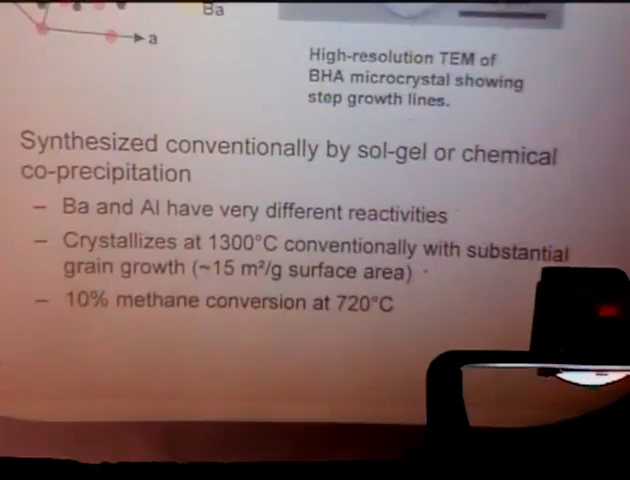 Ba
a
High-resolution TEM of
BHA microcrystal showing
step growth lines.
Synthesized conventionally by sol-gel or chemical
co-precipitation
– Ba and Al have very different reactivities
– Crystallizes at 1300°C conventionally with substantial
grain growth (~15 m²/g surface area)
– 10% methane conversion at 720°C